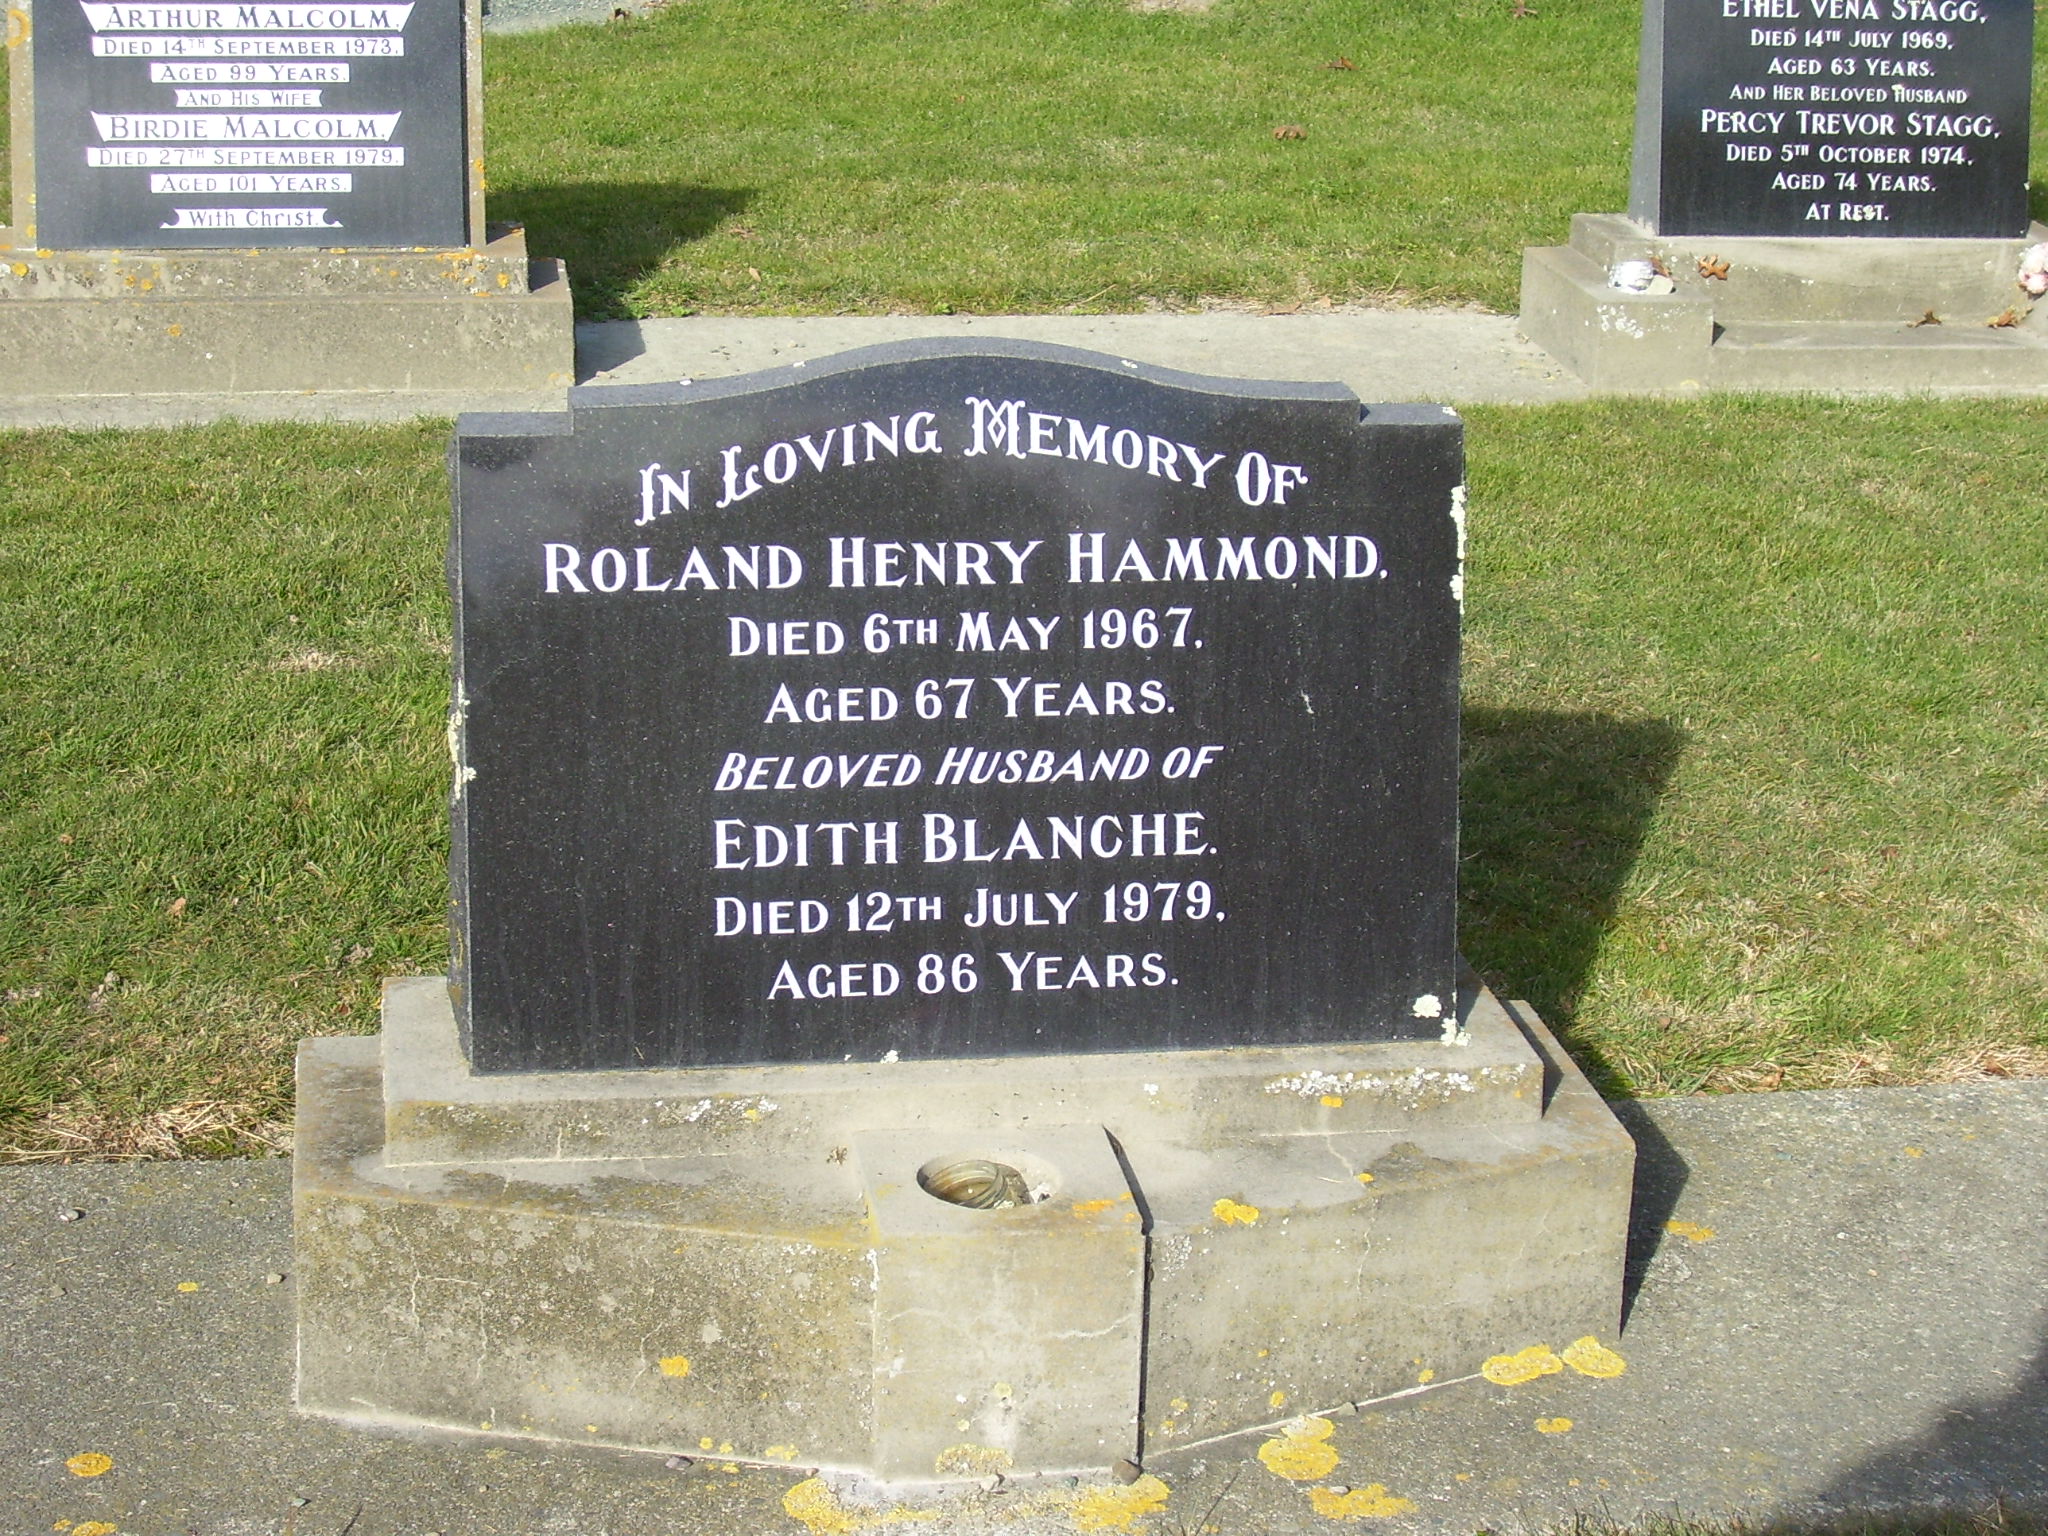 ARTHUR MALCOLM,
DIED 14TH SEPTEMBER 1973,
AGED 99 YEARS.
AND HIS WIFE
BIRDIE MALCOLM,
DIED 27TH SEPTEMBER 1979.
AGED 101 YEARS.
With Christ.
ETHEL VENA STAGG,
DIED 14TH JULY 1969,
AGED 63 YEARS.
AND HER BELOVED HUSBAND
PERCY TREVOR STAGG,
DIED 5TH OCTOBER 1974,
AGED 74 YEARS.
AT REST.
IN LOVING MEMORY OF
ROLAND HENRY HAMMOND,
DIED 6TH MAY 1967,
AGED 67 YEARS.
BELOVED HUSBAND OF
EDITH BLANCHE.
DIED 12TH JULY 1979,
AGED 86 YEARS.